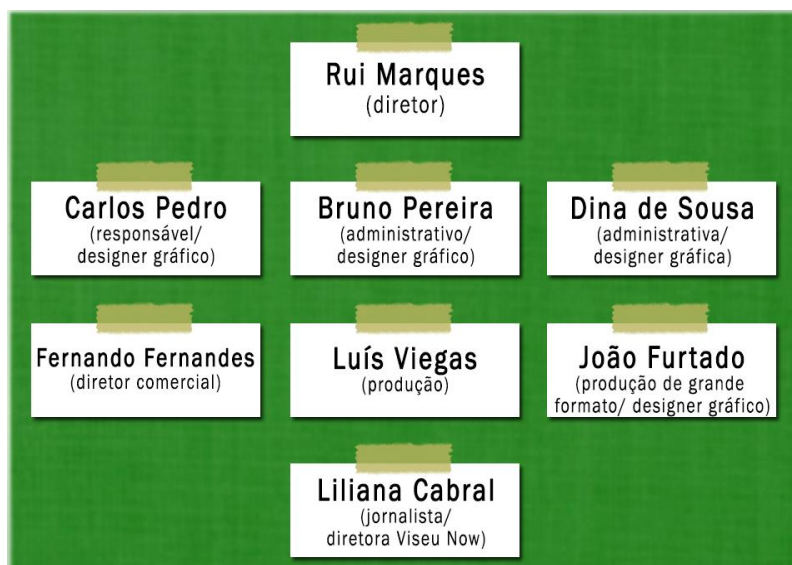 Rui Marques
(diretor)
Carlos Pedro
(responsável/
designer gráfico)
Bruno Pereira
(administrativo/
designer gráfico)
Dina de Sousa
(administrativa/
designer gráfica)
Fernando Fernandes
(diretor comercial)
Luís Viegas
(produção)
João Furtado
(produção de grande
formato/ designer gráfico)
Liliana Cabral
(jornalista/
diretora Viseu Now)